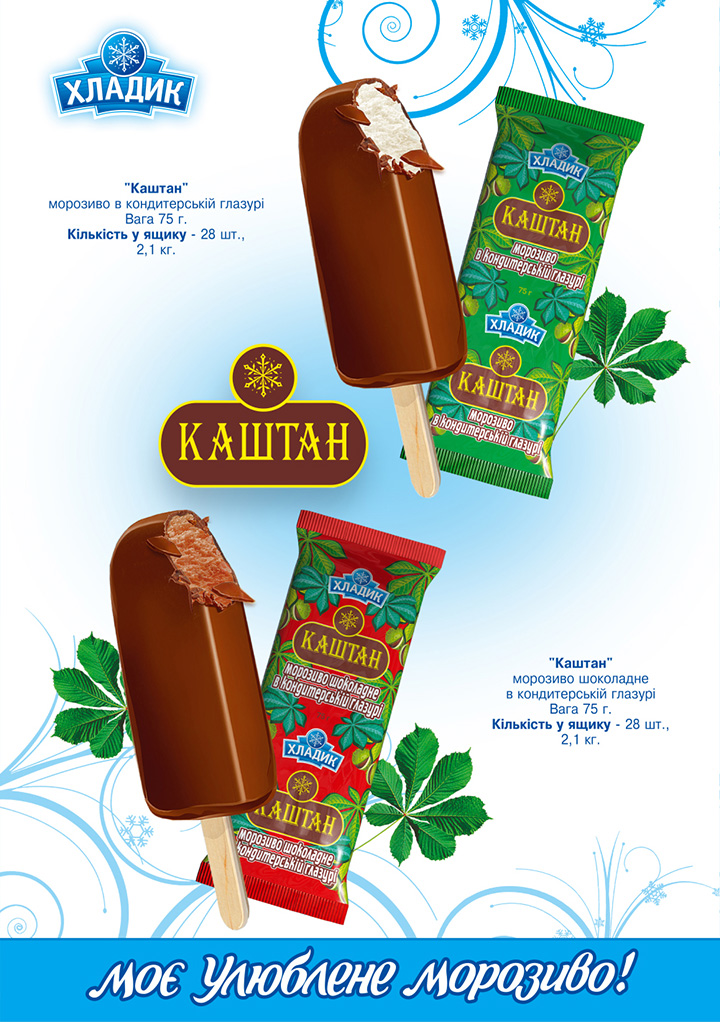 ХЛАДИК
"Каштан"
морозиво в кондитерській глазурі
Вага 75 г.
Кількість у ящику - 28 шт.,
2,1 кг.
ХЛАДИК
КАШТАН
морозиво
в кондитерській глазурі
75 г
ХЛАДИК
КАШТАН
морозиво
в кондитерській глазурі
КАШТАН
ХЛАДИК
КАШТАН
морозиво шоколадне
в кондитерській глазурі
ХЛАДИК
КАШТАН
морозиво шоколадне
в кондитерській глазурі
"Каштан"
морозиво шоколадне
в кондитерській глазурі
Вага 75 г.
Кількість у ящику - 28 шт.,
2,1 кг.
моє улюблене морозиво!